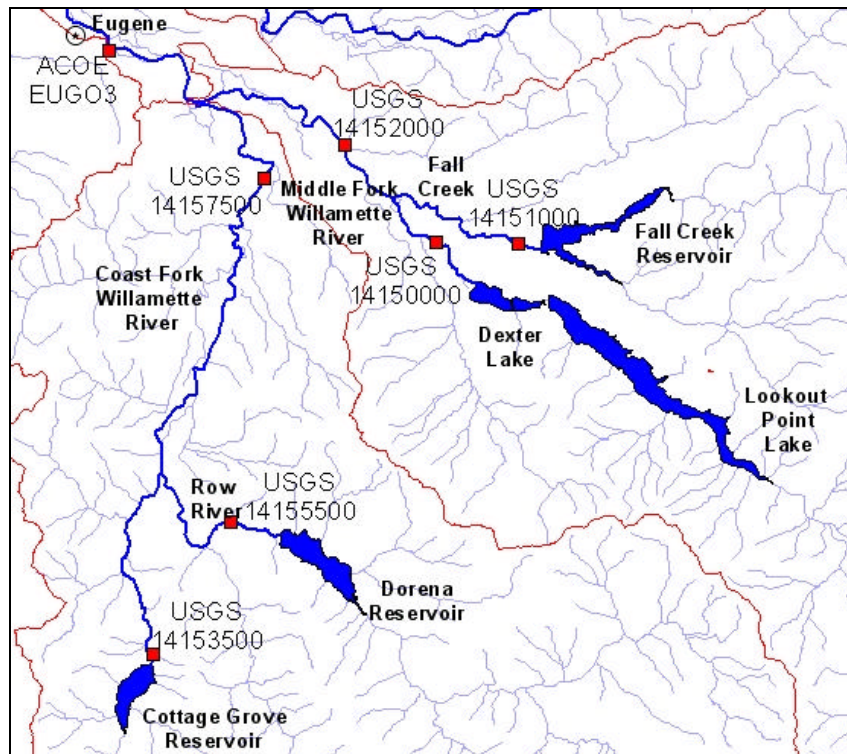 Eugene
ACOE
EUGO3
USGS
14152000
Fall
Creek
USGS
14157500
Middle Fork
Willamette
River
USGS
14151000
Fall Creek
Reservoir
USGS
14150000
Coast Fork
Willamette
River
Dexter
Lake
Lookout
Point
Lake
Row
River
USGS
14155500
Dorena
Reservoir
USGS
14153500
Cottage Grove
Reservoir